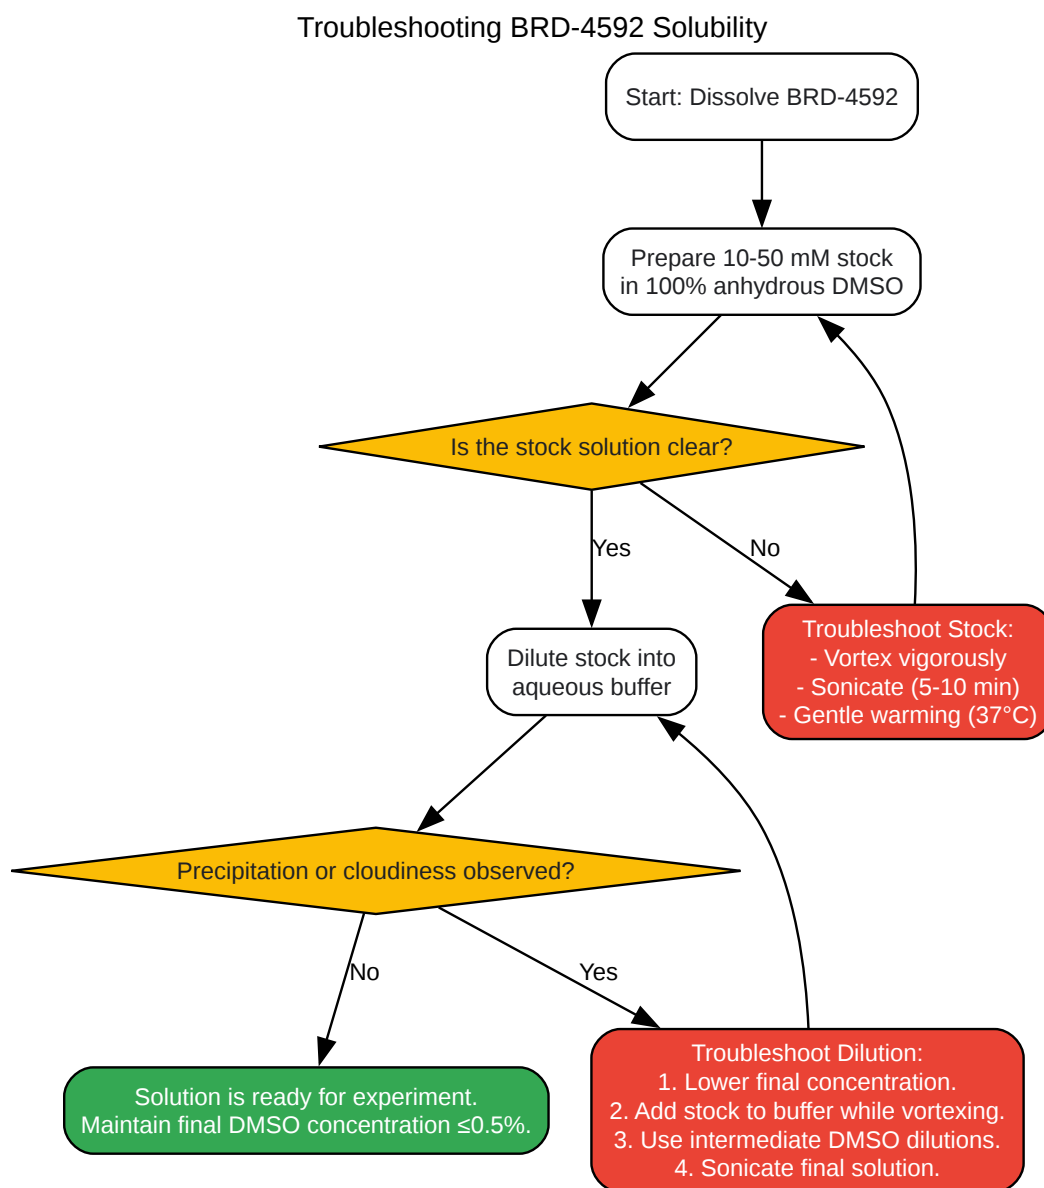 Troubleshooting BRD-4592 Solubility
Start: Dissolve BRD-4592
Prepare 10-50 mM stock
in 100% anhydrous DMSO
Is the stock solution clear?
Yes
No
Troubleshoot Stock:
- Vortex vigorously
- Sonicate (5-10 min)
- Gentle warming (37°C)
Dilute stock into
aqueous buffer
Precipitation or cloudiness observed?
No
Yes
Solution is ready for experiment.
Maintain final DMSO concentration ≤0.5%.
Troubleshoot Dilution:
1. Lower final concentration.
2. Add stock to buffer while vortexing.
3. Use intermediate DMSO dilutions.
4. Sonicate final solution.